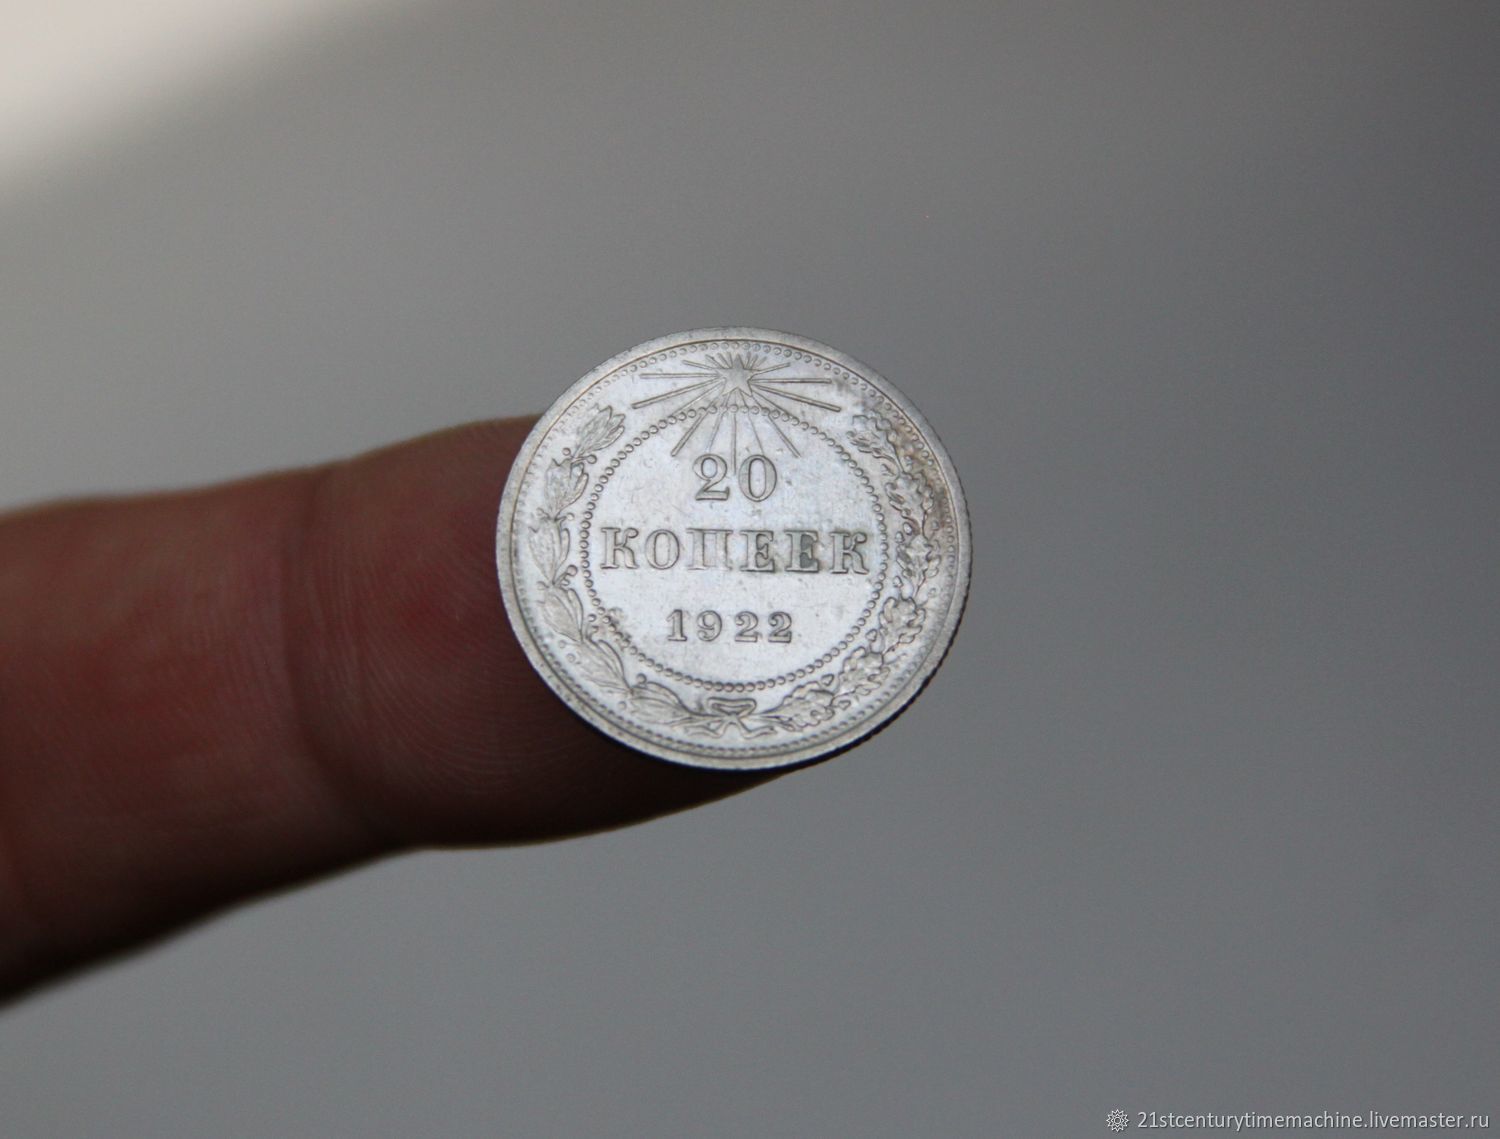 20
КОПЕЕК
1922
21stcenturytimemachine.livemaster.ru